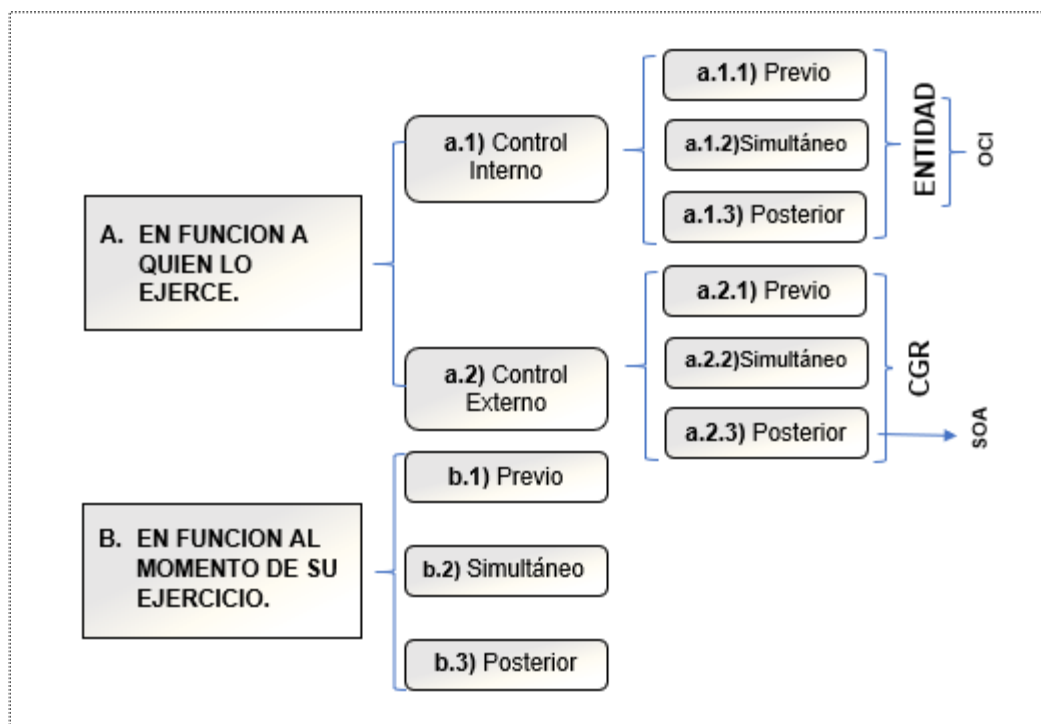 A. EN FUNCION A
QUIEN LO
EJERCE.
a.1) Control
Interno
a.1.1) Previo
a.1.2)Simultáneo
a.1.3) Posterior
ENTIDAD
OCI
a.2) Control
Externo
a.2.1) Previo
a.2.2)Simultáneo
a.2.3) Posterior
CGR
SOA
B. EN FUNCION AL
MOMENTO DE SU
EJERCICIO.
b.1) Previo
b.2) Simultáneo
b.3) Posterior